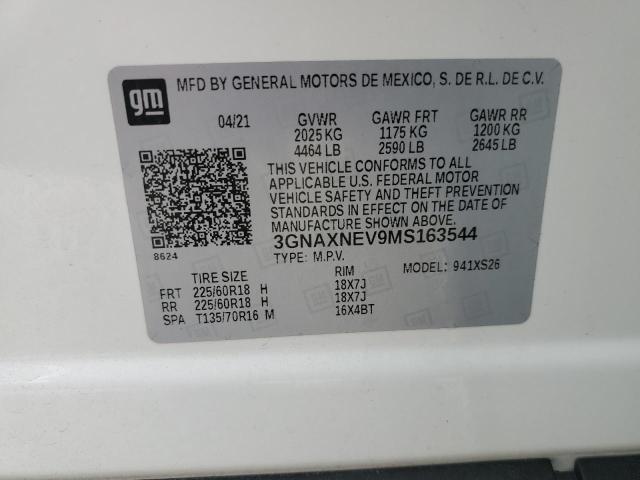 gm
MFD BY GENERAL MOTORS DE MEXICO, S. DE R.L. DE C.V.
04/21 GVWR GAWR FRT GAWR RR
2025 KG 1175 KG 1200 KG
4464 LB 2590 LB 2645 LB
THIS VEHICLE CONFORMS TO ALL
APPLICABLE U.S. FEDERAL MOTOR
VEHICLE SAFETY AND THEFT PREVENTION
STANDARDS IN EFFECT ON THE DATE OF
MANUFACTURE SHOWN ABOVE.
3GNAXNEV9MS163544
8624
TYPE: M.P.V. MODEL: 941XS26
TIRE SIZE RIM
FRT 225/60R18 H 18X7J
RR 225/60R18 H 18X7J
SPA T135/70R16 M 16X4BT